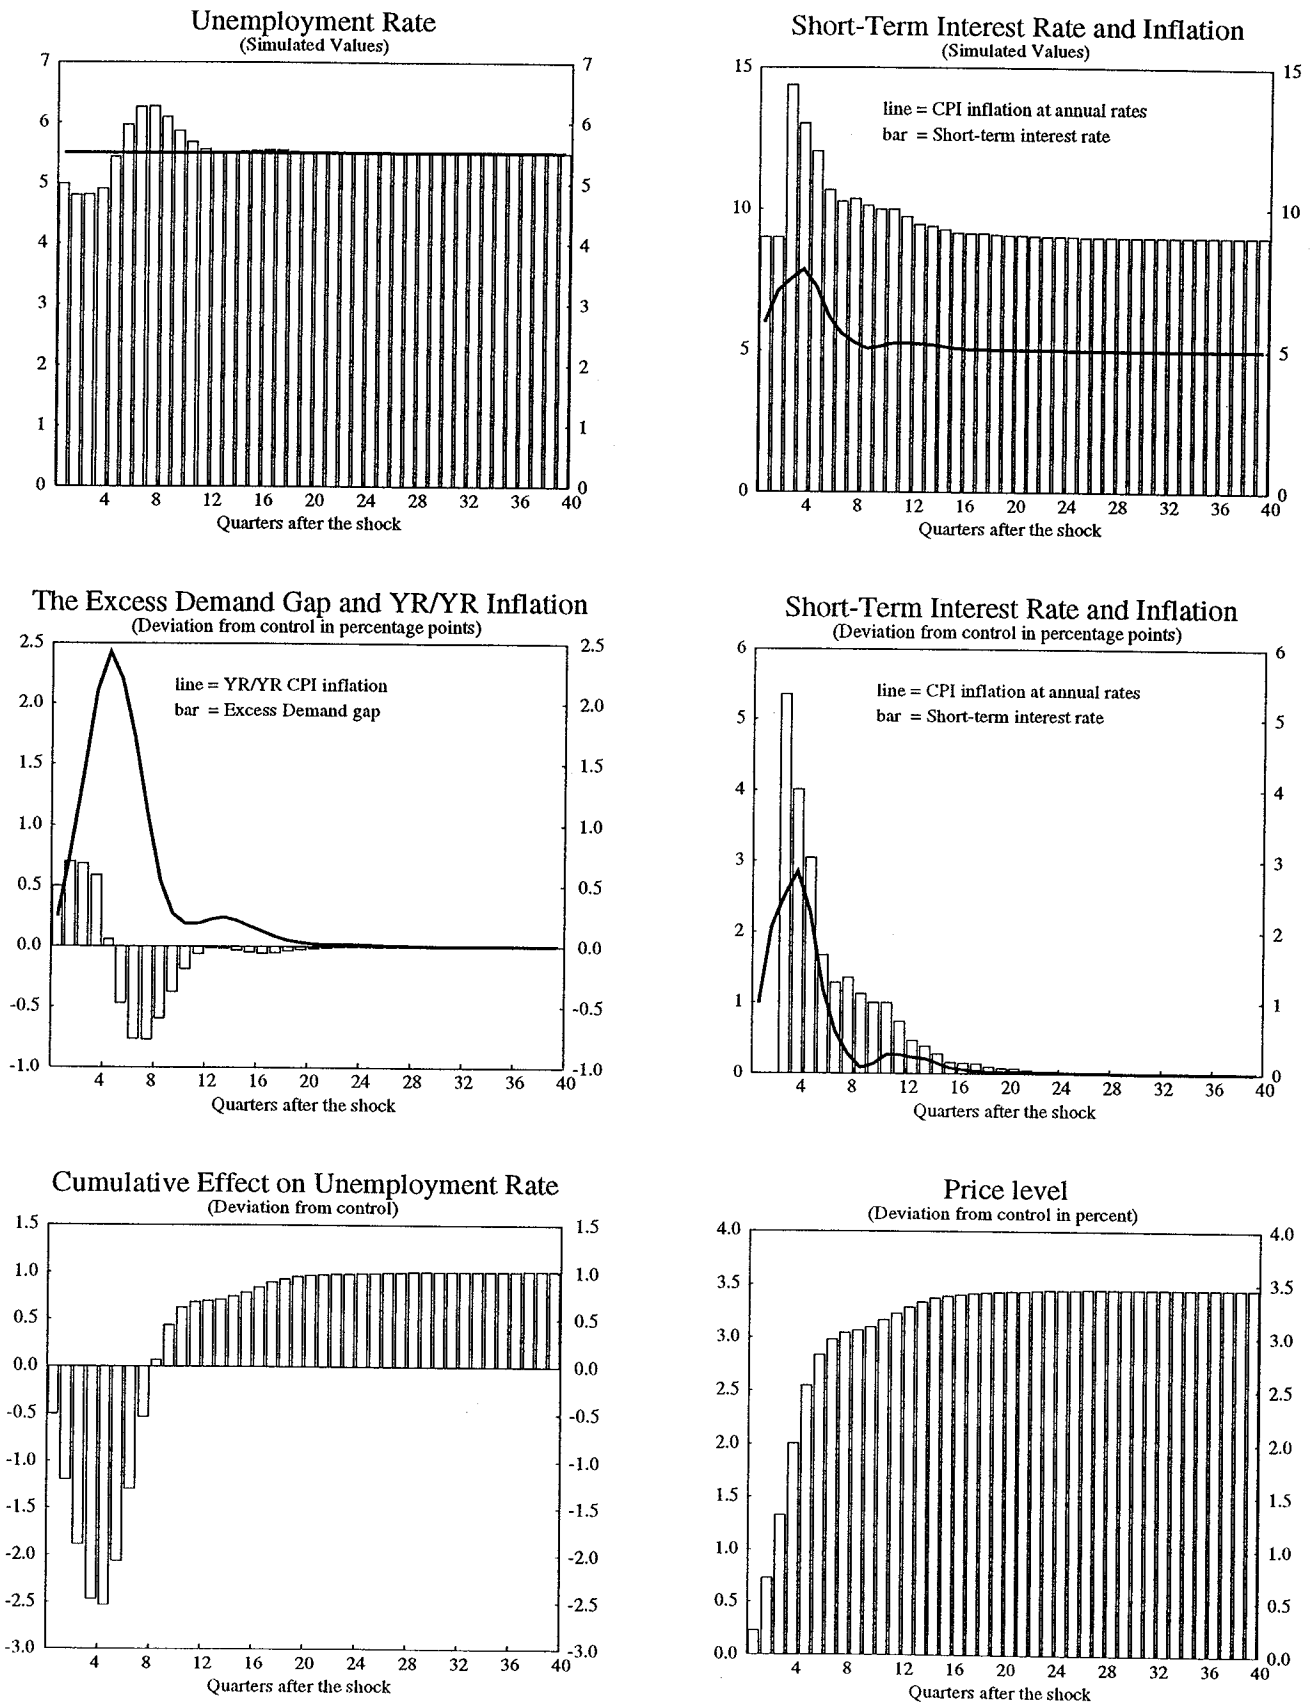 Unemployment Rate
(Simulated Values)
7 7
6 6
5 5
4 4
3 3
2 2
1 1
0 0
4 8 12 16 20 24 28 32 36 40
Quarters after the shock
Short-Term Interest Rate and Inflation
(Simulated Values)
15 15
line = CPI inflation at annual rates
bar = Short-term interest rate
10 10
5 5
0 0
4 8 12 16 20 24 28 32 36 40
Quarters after the shock
The Excess Demand Gap and YR/YR Inflation
(Deviation from control in percentage points)
2.5 2.5
line = YR/YR CPI inflation
2.0 2.0
bar = Excess Demand gap
1.5 1.5
1.0 1.0
0.5 0.5
0.0 0.0
-0.5 -0.5
-1.0 -1.0
4 8 12 16 20 24 28 32 36 40
Quarters after the shock
Short-Term Interest Rate and Inflation
(Deviation from control in percentage points)
6 6
line = CPI inflation at annual rates
bar = Short-term interest rate
5 5
4 4
3 3
2 2
1 1
0 0
4 8 12 16 20 24 28 32 36 40
Quarters after the shock
Cumulative Effect on Unemployment Rate
(Deviation from control)
1.5 1.5
1.0 1.0
0.5 0.5
0.0 0.0
-0.5 -0.5
-1.0 -1.0
-1.5 -1.5
-2.0 -2.0
-2.5 -2.5
-3.0 -3.0
4 8 12 16 20 24 28 32 36 40
Quarters after the shock
Price level
(Deviation from control in percent)
4.0 4.0
3.5 3.5
3.0 3.0
2.5 2.5
2.0 2.0
1.5 1.5
1.0 1.0
0.5 0.5
0.0 0.0
4 8 12 16 20 24 28 32 36 40
Quarters after the shock